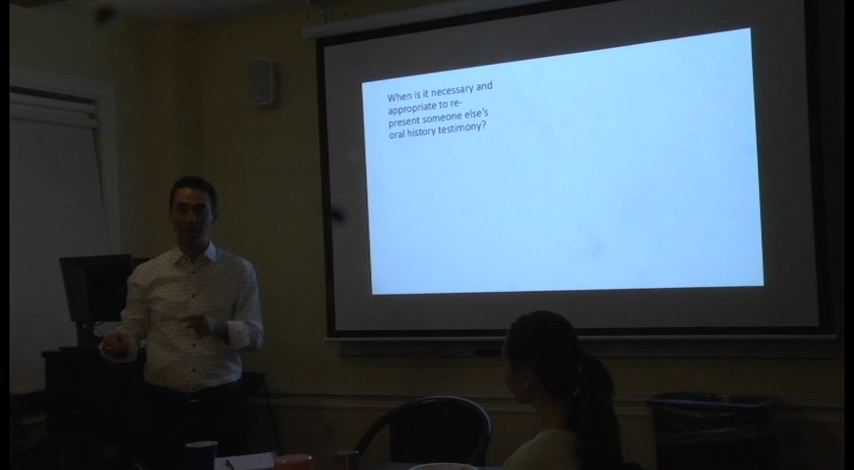 When is it necessary and
appropriate to re-
present someone else's
oral history testimony?